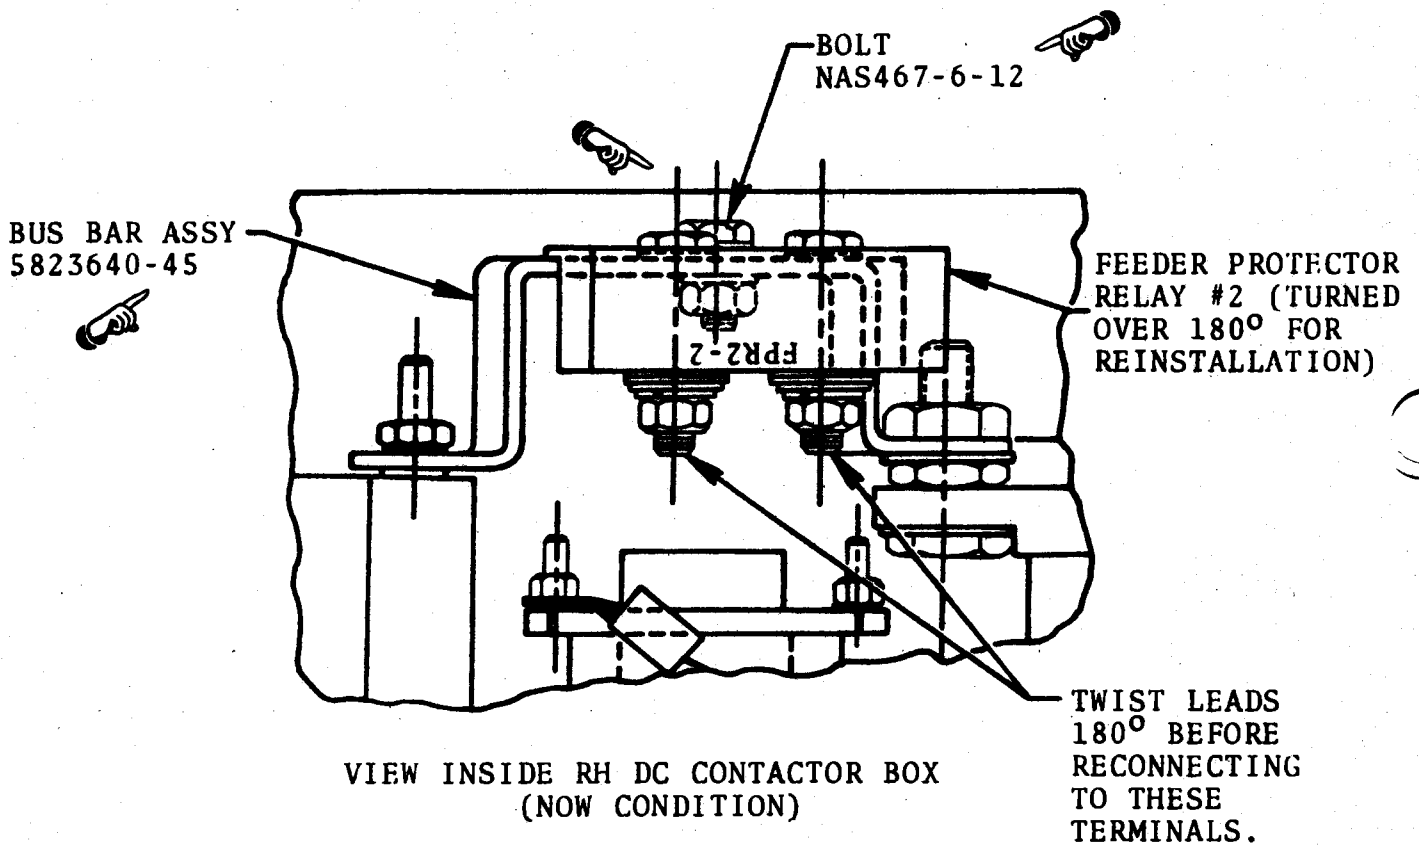 BOLT
NAS467-6-12
BUS BAR ASSY
5823640-45
FEEDER PROTECTOR
RELAY #2 (TURNED
OVER 180° FOR
REINSTALLATION)
FPR2-2
TWIST LEADS
180° BEFORE
RECONNECTING
TO THESE
TERMINALS.
VIEW INSIDE RH DC CONTACTOR BOX
(NOW CONDITION)